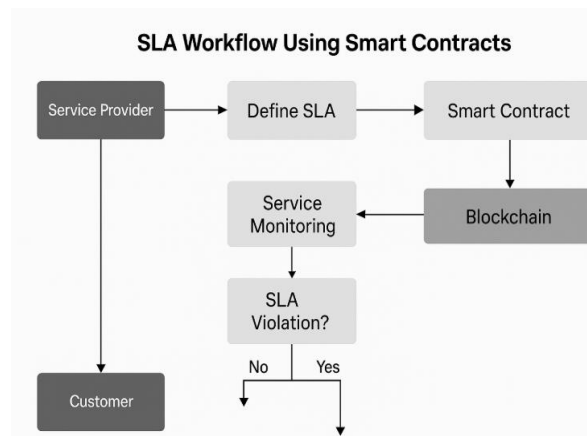 SLA Workflow Using Smart Contracts
Service Provider
Define SLA
Smart Contract
Service
Monitoring
Blockchain
SLA
Violation?
No
Yes
Customer